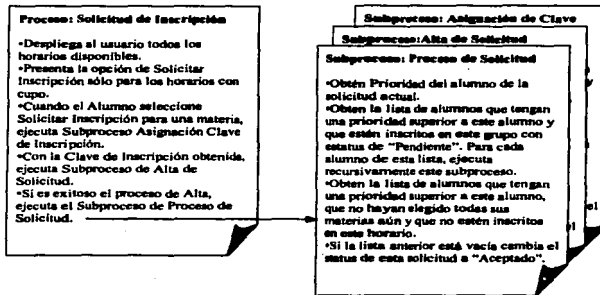 Proceso: Solicitud de Inscripción
•Despliega al usuario todos los
horarios disponibles.
•Presenta la opción de Solicitar
Inscripción sólo para los horarios con
cupo.
•Cuando el Alumno seleccione
Solicitar Inscripción para una materia,
ejecuta Subproceso Asignación Clave
de Inscripción.
•Con la Clave de Inscripción obtenida,
ejecuta Subproceso de Alta de
Solicitud.
•Si es exitoso el proceso de Alta,
ejecuta el Subproceso de Proceso de
Solicitud.
Subproceso: Asignación de Clave
Subproceso:Alta de Solicitud
Subproceso: Proceso de Solicitud
•Obtén Prioridad del alumno de la
solicitud actual.
•Obten la lista de alumnos que tengan
una prioridad superior a este alumno y
que estén inscritos en este grupo con
estatus de "Pendiente". Para cada
alumno de esta lista, ejecuta
recursivamente este subproceso.
•Obten la lista de alumnos que tengan
una prioridad superior a este alumno,
que no hayan elegido todas sus
materias aún y que no estén inscritos
en este horario.
•Si la lista anterior está vacía cambia el
status de esta solicitud a "Aceptado".
y
el
el